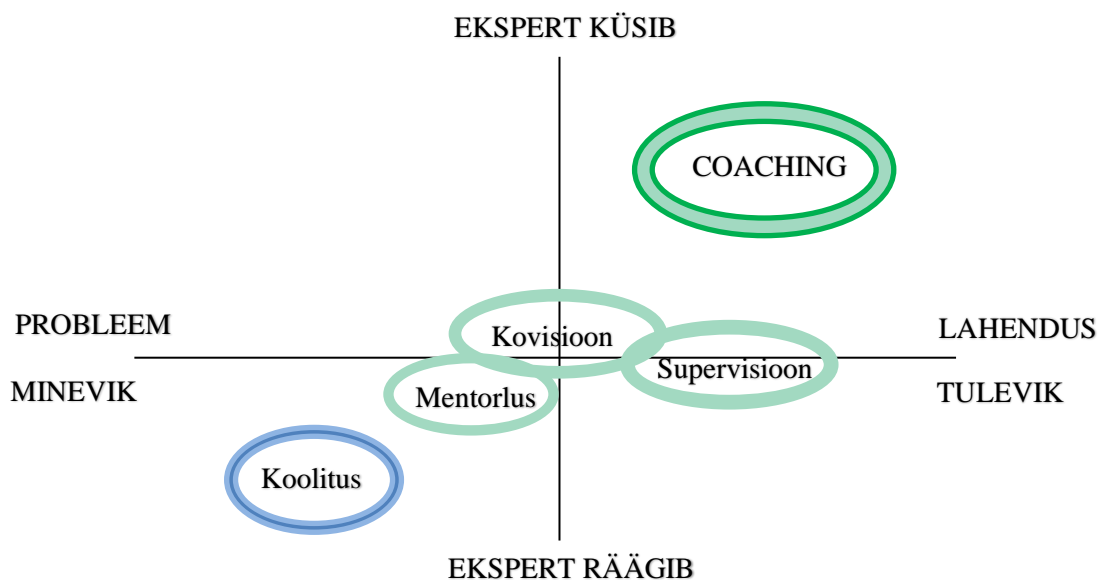 EKSPERT KÜSIB
COACHING
PROBLEEM
LAHENDUS
Kovisioon
Supervisioon
MINEVIK
Mentorlus
TULEVIK
Koolitus
EKSPERT RÄÄGIB